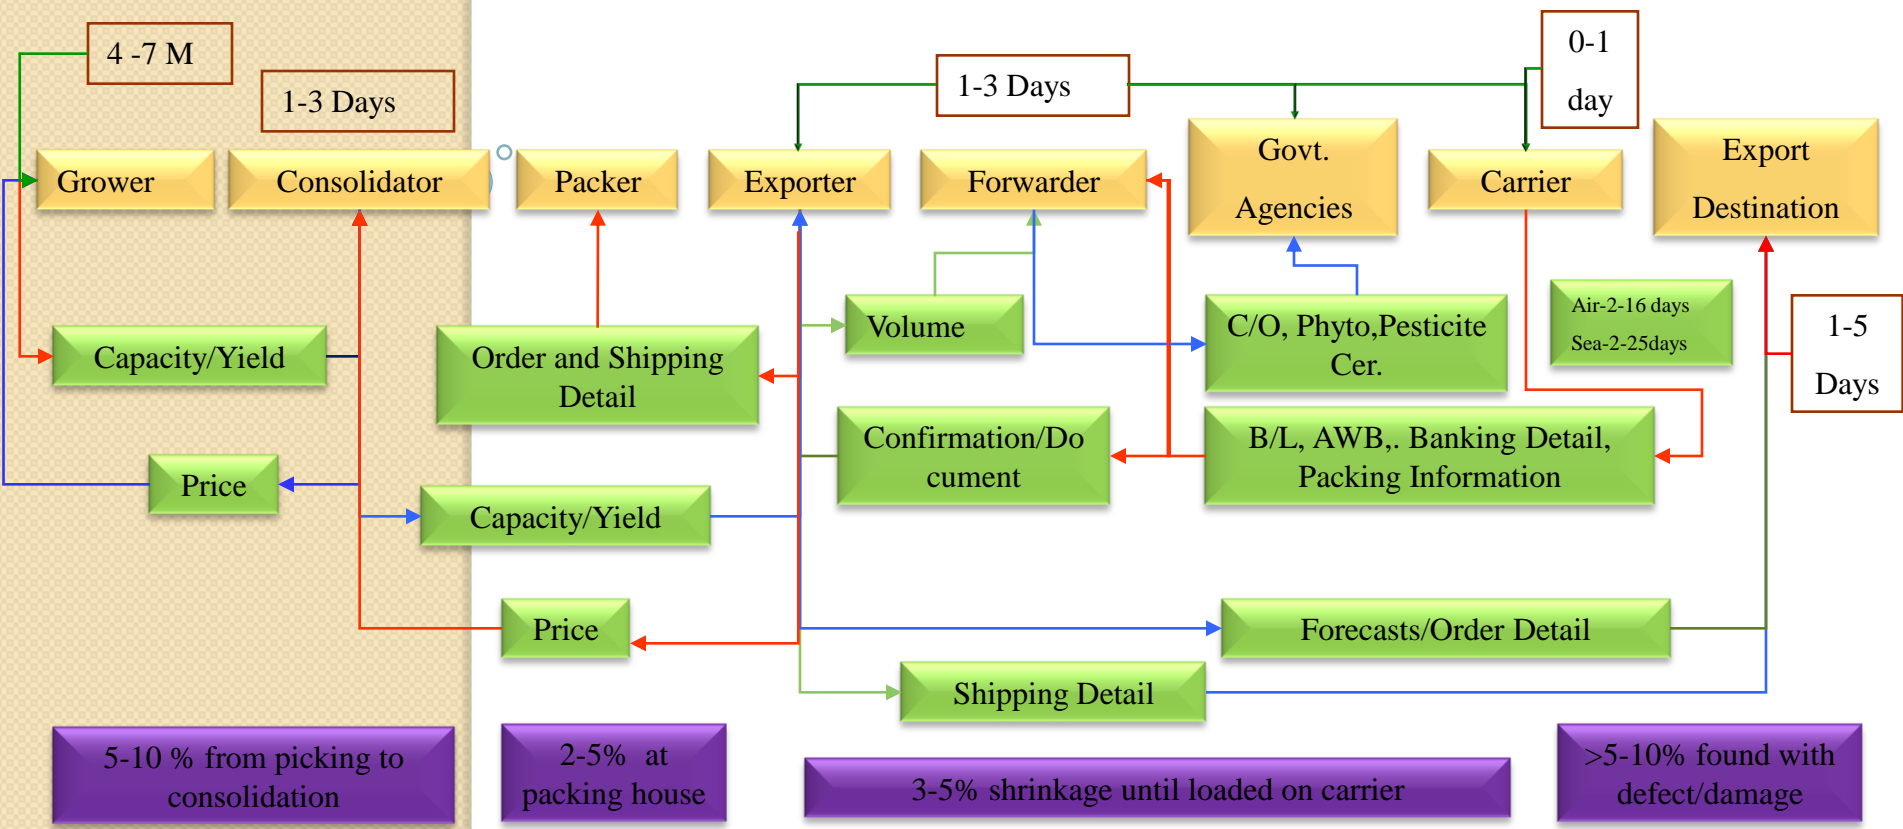 4 -7 M
1-3 Days
1-3 Days
0-1
day
Grower
Consolidator
Packer
Exporter
Forwarder
Govt.
Agencies
Carrier
Export
Destination
Capacity/Yield
Order and Shipping
Detail
Volume
C/O, Phyto,Pesticite
Cer.
Air-2-16 days
Sea-2-25days
1-5
Days
Price
Capacity/Yield
Confirmation/Do
cument
B/L, AWB,. Banking Detail,
Packing Information
Price
Forecasts/Order Detail
Shipping Detail
5-10 % from picking to
consolidation
2-5% at
packing house
3-5% shrinkage until loaded on carrier
>5-10% found with
defect/damage